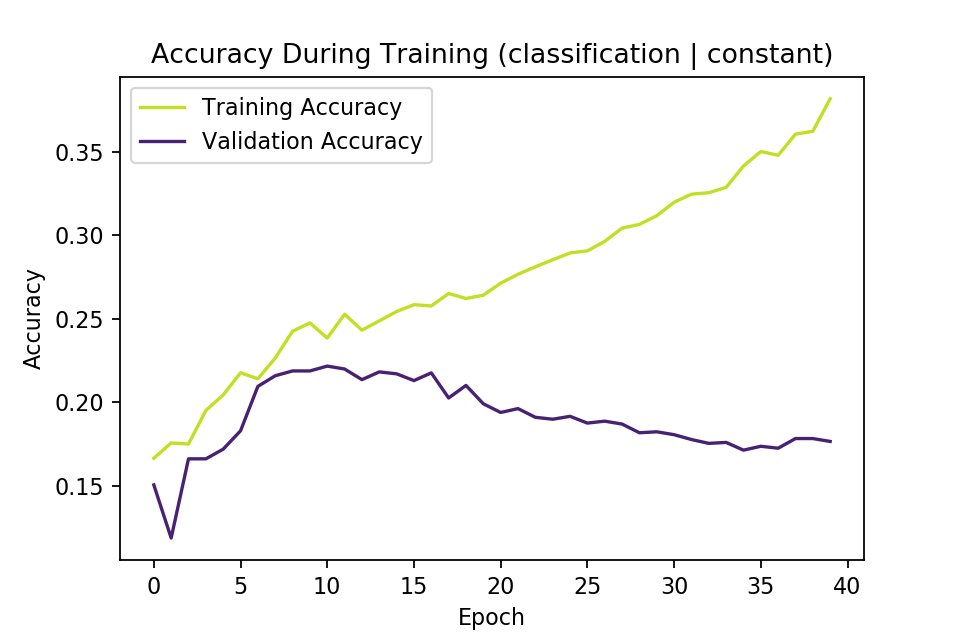 Accuracy During Training (classification | constant)
Training Accuracy
Validation Accuracy
Accuracy
0.35
0.30
0.25
0.20
0.15
0 5 10 15 20 25 30 35 40
Epoch